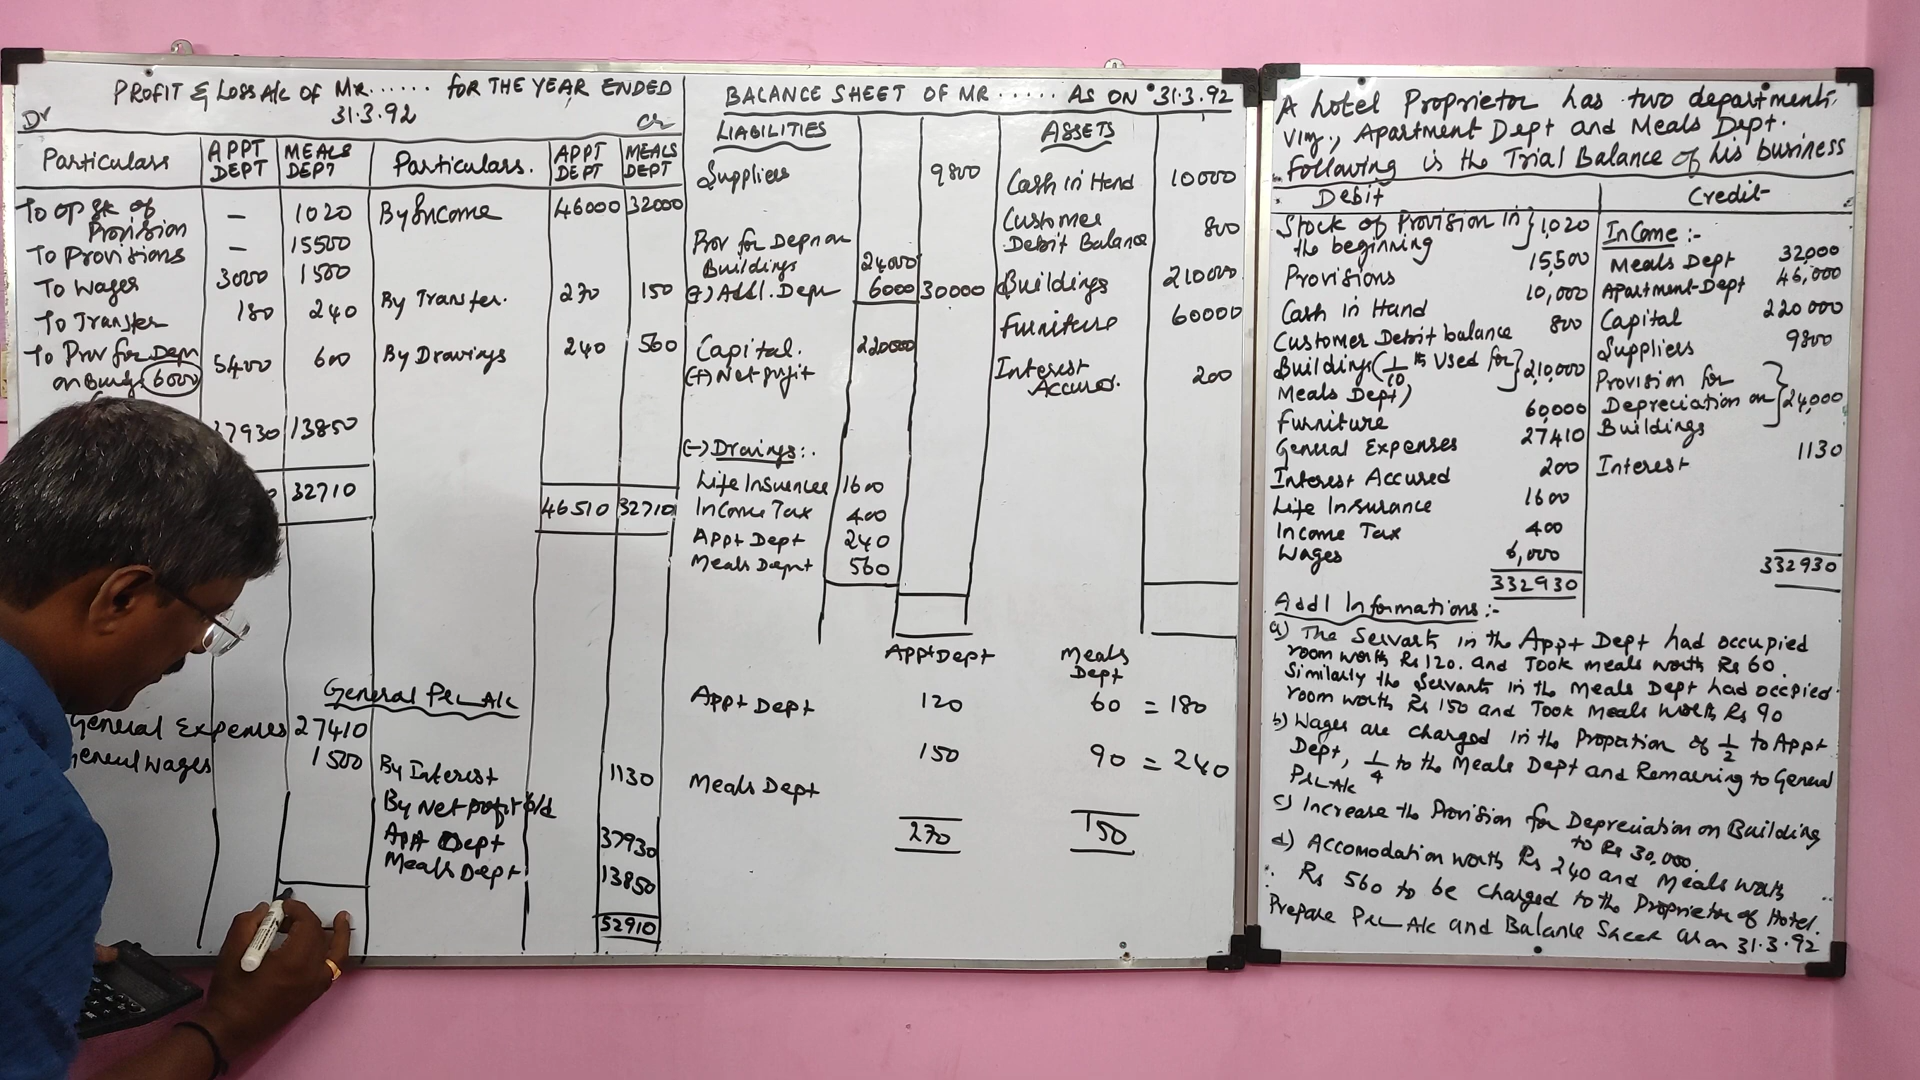 PROFIT & Loss A/c OF MR...... for THE YEAR ENDED
31.3.92
Dr
Cr
Particulars
APPT DEPT
MEALS DEPT
Particulars.
APPT DEPT
MEALS DEPT
To op stk of Provision
-
1020
By Income
46000
32000
To Provisions
-
15500
To Wages
3000
1500
To Transfer
180
240
By Transfer.
270
150
To Prov for Depn on Buildgs 6000
5400
600
By Drawings
240
560
37930
13850
32710
46510
32710
General P&L A/c
General Expenses
27410
General Wages
1500
By Interest
1130
By Net profit b/d
Appt Dept
37930
Meals Dept
13850
52910
BALANCE SHEET OF MR...... AS ON 31.3.92
LIABILITIES
ASSETS
Suppliers
9800
Cash in Hand
10000
Customer
Debit Balance
800
Prov for Depn on
Buildings
24000
(+) Addl. Depn
6000
30000
Buildings
210000
Furniture
60000
Capital.
220000
(+) Net profit
Interest
Accured.
200
(-) Drawings:.
Life Insurence
1600
Income Tax
400
Appt Dept
240
Meals Deprt
560
Appt Dept
Meals Dept
Appt Dept
120
60 = 180
Meals Dept
150
90 = 240
270
150
A hotel Proprietor has two departments.
Viz., Apartment Dept and Meals Dept.
Following is the Trial Balance of his business
Debit
Credit
Stock of Provision in
the beginning
1,020
Provisions
15,500
Cash in Hand
10,000
Customer Debit balance
800
Buildings (1/10 th Used for
Meals Dept)
2,10,000
Furniture
60,000
General Expenses
27410
Interest Accured
200
Life Insurance
1600
Income Tax
400
Wages
6,000
332930
Income :-
Meals Dept
32,000
Apartment Dept
46,000
Capital
220000
Suppliers
9800
Provision for
Depreciation on
Buildings
24,000
Interest
1130
332930
Addl Informations :-
a) The Servants in the Appt Dept had occupied
room worth Rs 120. and Took meals worth Rs 60.
Similarly the Servants in the Meals Dept had occpied
room worth Rs 150 and Took Meals worth Rs 90
b) Wages are charged in the Propotion of 1/2 to Appt
Dept, 1/4 to the Meals Dept and Remaening to General
P&L A/c
c) Increase the Provision for Depreciation on Building
to Rs 30,000.
d) Accomodation worth Rs 240 and Meals worth
Rs 560 to be charged to the Proprietor of Hotel.
Prepare P&L A/c and Balance Sheet as on 31.3.92